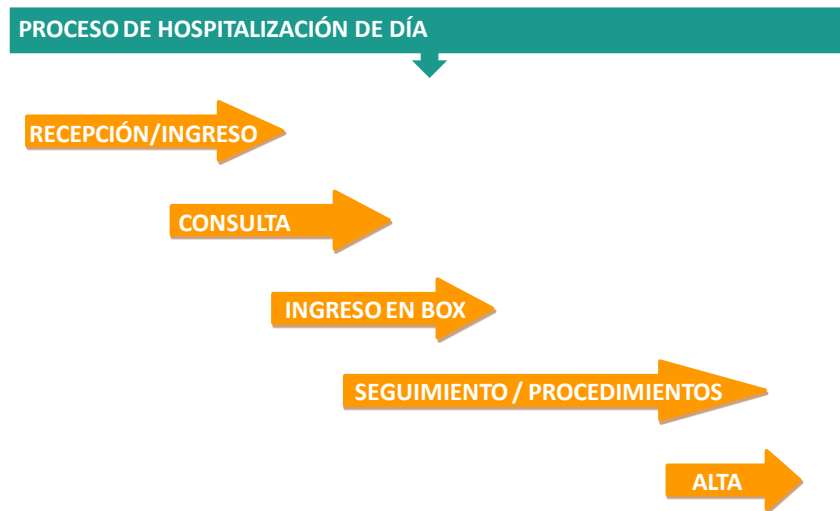 PROCESO DE HOSPITALIZACIÓN DE DÍA
RECEPCIÓN/INGRESO
CONSULTA
INGRESO EN BOX
SEGUIMIENTO / PROCEDIMIENTOS
ALTA